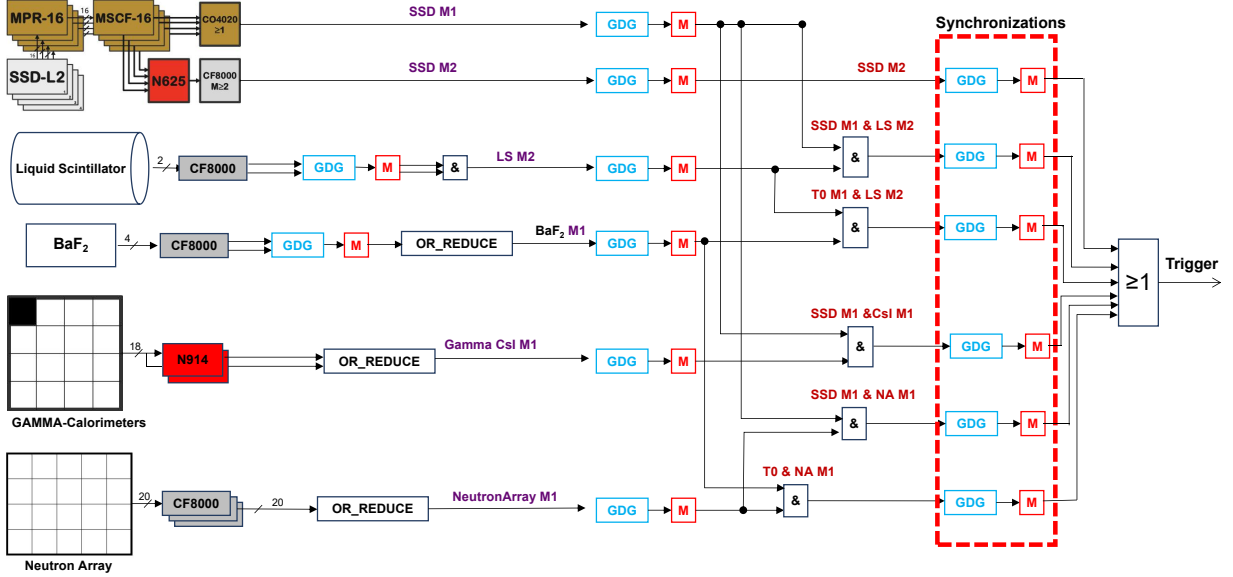 MPR-16
16
MSCF-16
CO4020
≥1
SSD M1
GDG
M
Synchronizations
16
SSD-L2
N625
CF8000
M≥2
SSD M2
GDG
M
SSD M2
GDG
M
Liquid Scintillator
2
CF8000
GDG
M
&
LS M2
GDG
M
SSD M1 & LS M2
&
GDG
M
T0 M1 & LS M2
&
GDG
M
BaF2
4
CF8000
GDG
M
OR_REDUCE
BaF2 M1
GDG
M
≥1
Trigger
18
N914
OR_REDUCE
Gamma CsI M1
GDG
M
SSD M1 &CsI M1
&
GDG
M
GAMMA-Calorimeters
SSD M1 & NA M1
&
GDG
M
20
CF8000
20
OR_REDUCE
NeutronArray M1
GDG
M
T0 & NA M1
&
GDG
M
Neutron Array